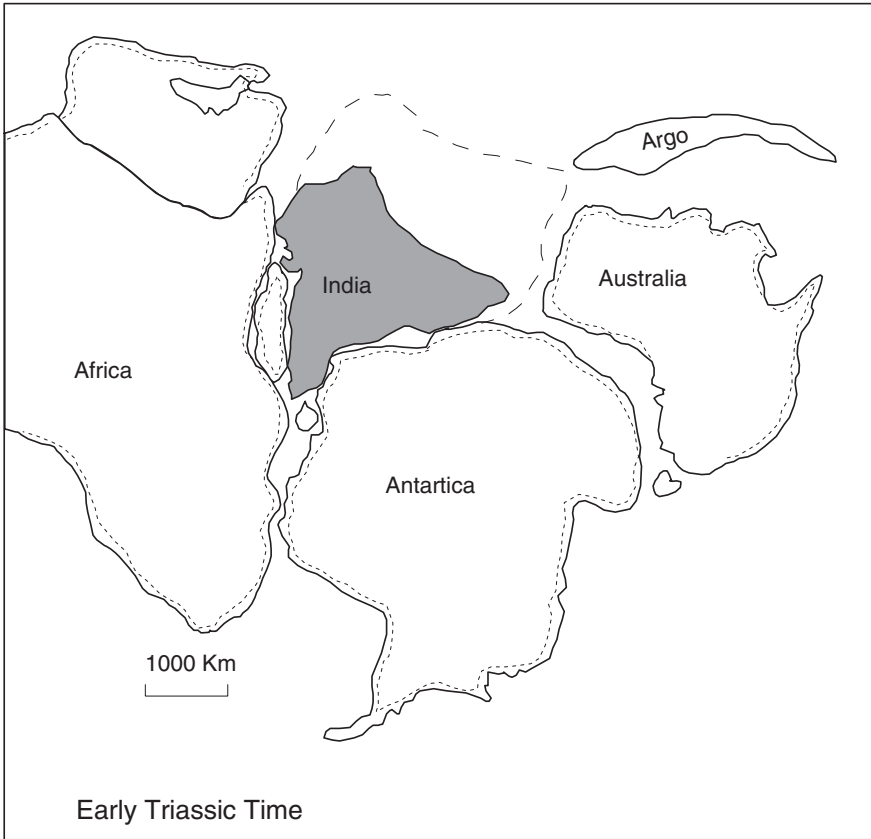 Argo
India
Australia
Africa
Antartica
1000 Km
Early Triassic Time